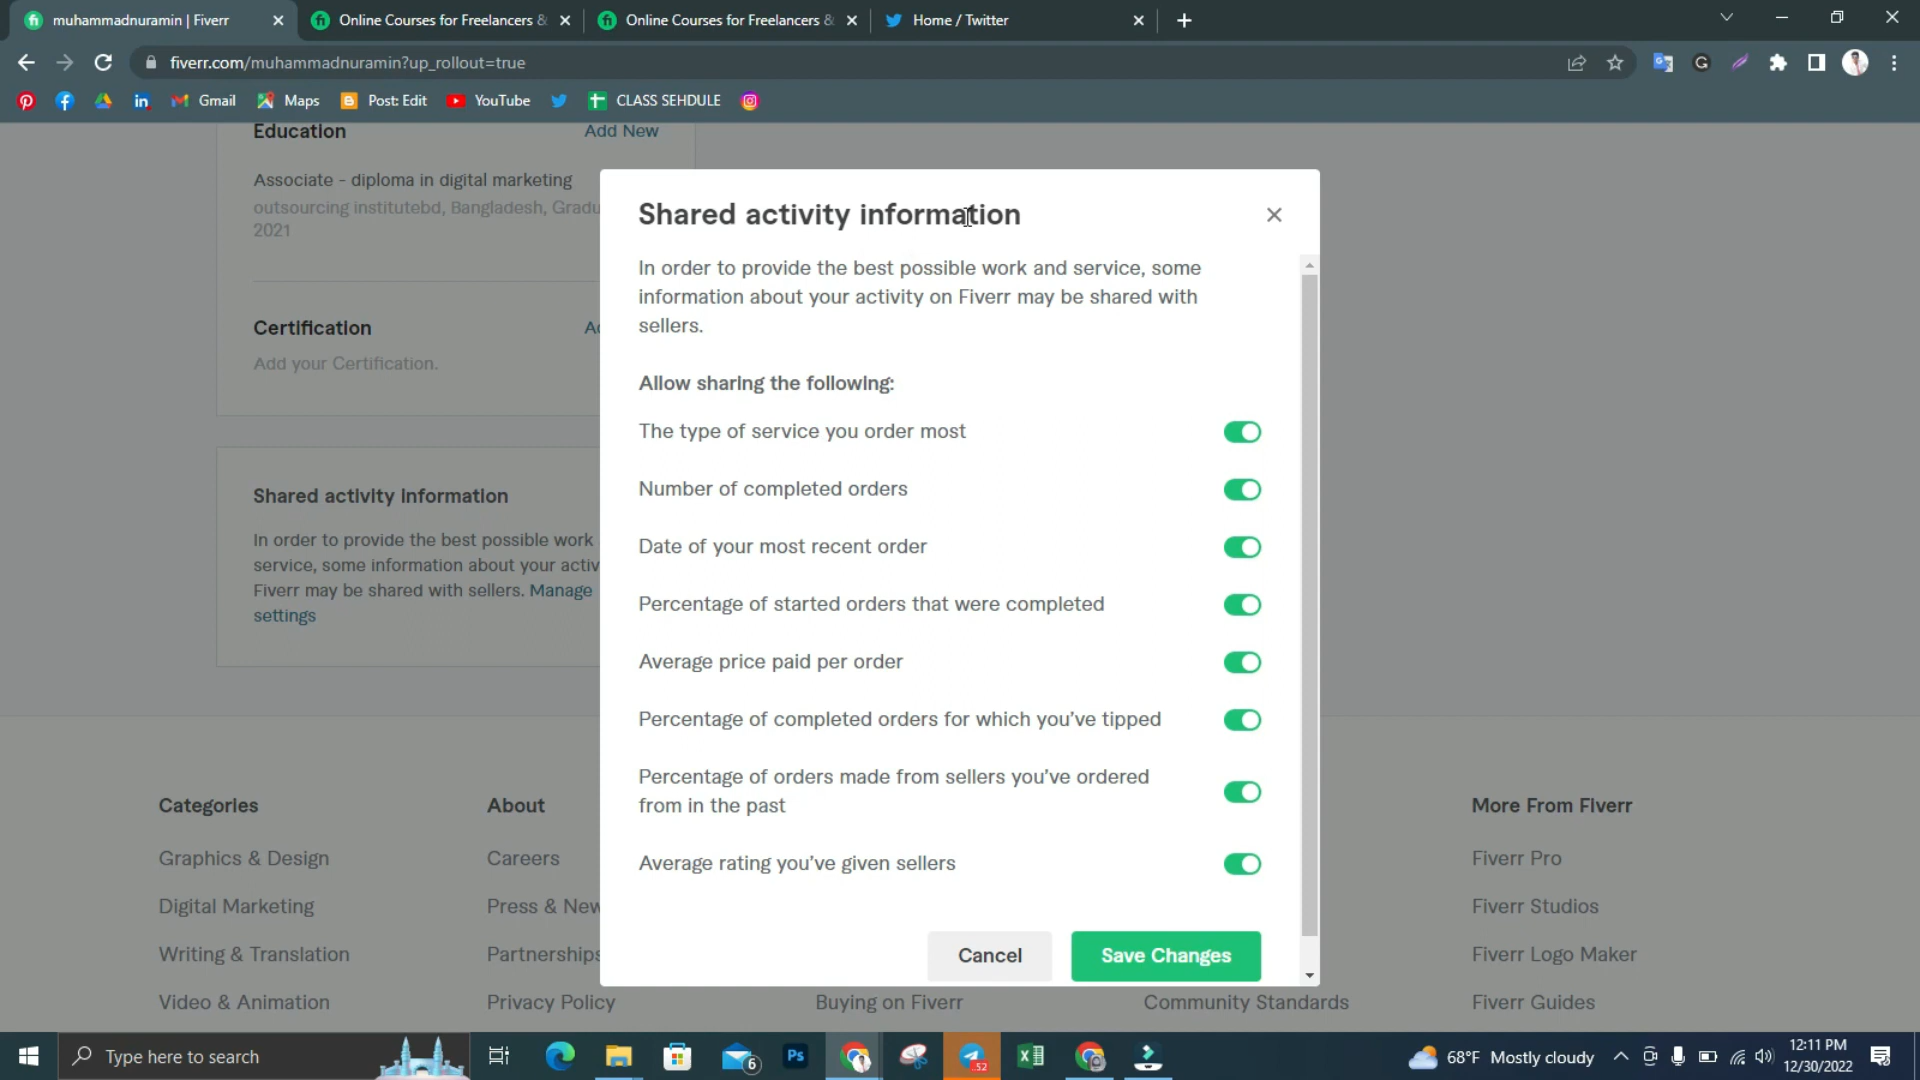 muhammadnuramin | Fiverr
Online Courses for Freelancers &
Online Courses for Freelancers &
Home / Twitter
fiverr.com/muhammadnuramin?up_rollout=true
Gmail
Maps
Post: Edit
YouTube
CLASS SEHDULE
Education
Add New
Associate - diploma in digital marketing
outsourcing institutebd, Bangladesh, Gradu
2021
Certification
Ad
Add your Certification.
Shared activity information
In order to provide the best possible work
service, some information about your activ
Fiverr may be shared with sellers. Manage
settings
Shared activity information
In order to provide the best possible work and service, some
information about your activity on Fiverr may be shared with
sellers.
Allow sharing the following:
The type of service you order most
Number of completed orders
Date of your most recent order
Percentage of started orders that were completed
Average price paid per order
Percentage of completed orders for which you've tipped
Percentage of orders made from sellers you've ordered
from in the past
Average rating you've given sellers
Cancel
Save Changes
Categories
Graphics & Design
Digital Marketing
Writing & Translation
Video & Animation
About
Careers
Press & New
Partnerships
Privacy Policy
Buying on Fiverr
Community Standards
More From Fiverr
Fiverr Pro
Fiverr Studios
Fiverr Logo Maker
Fiverr Guides
Type here to search
6
Ps
52
68°F Mostly cloudy
12:11 PM
12/30/2022